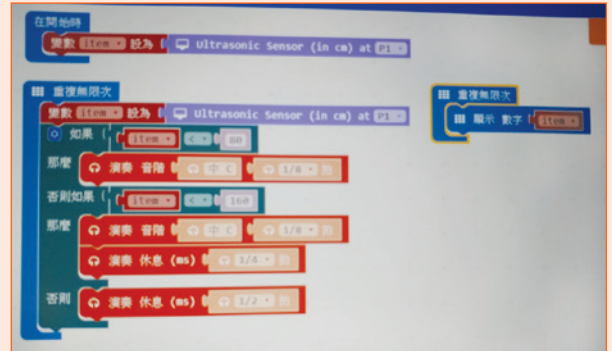 在開始時
變數 item 設為 Ultrasonic Sensor (in cm) at P1
重複無限次
變數 item 設為 Ultrasonic Sensor (in cm) at P1
如果 item < 80
那麼 演奏 音階 中 C 1/8 拍
否則如果 item < 160
那麼 演奏 音階 中 C 1/8 拍
演奏 休息 (ms) 1/4 拍
否則 演奏 休息 (ms) 1/2 拍
重複無限次
顯示 數字 item